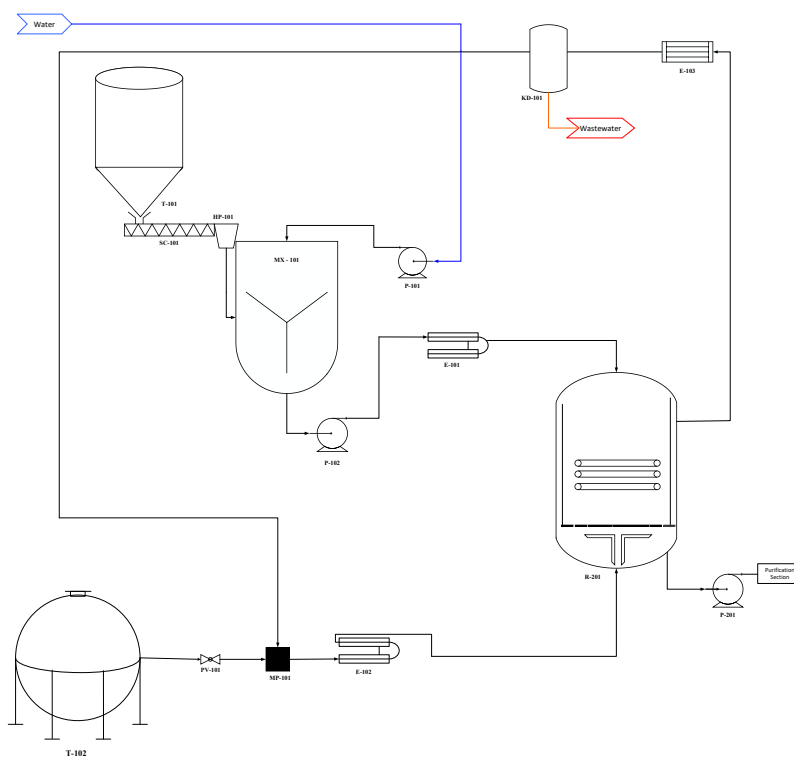 Water
E-103
KD-101
Wastewater
T-101
HP-101
SC-101
MX - 101
P-101
E-101
P-102
R-201
Purification
Section
P-201
PV-101
MP-101
E-102
T-102